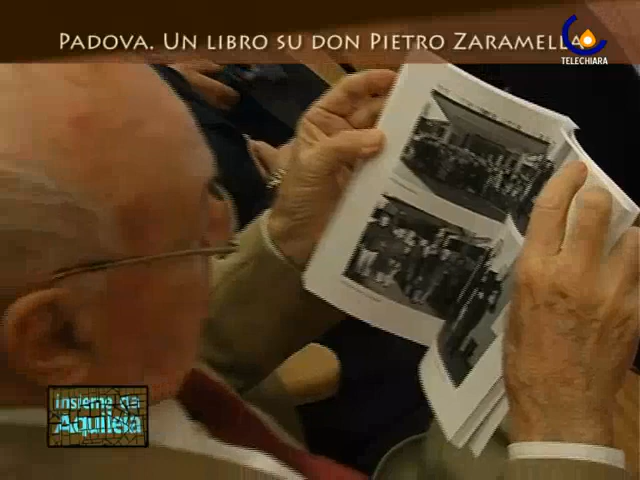 PADOVA. UN LIBRO SU DON PIETRO ZARAMELLA
TELECHIARA
insieme da
Aquileia